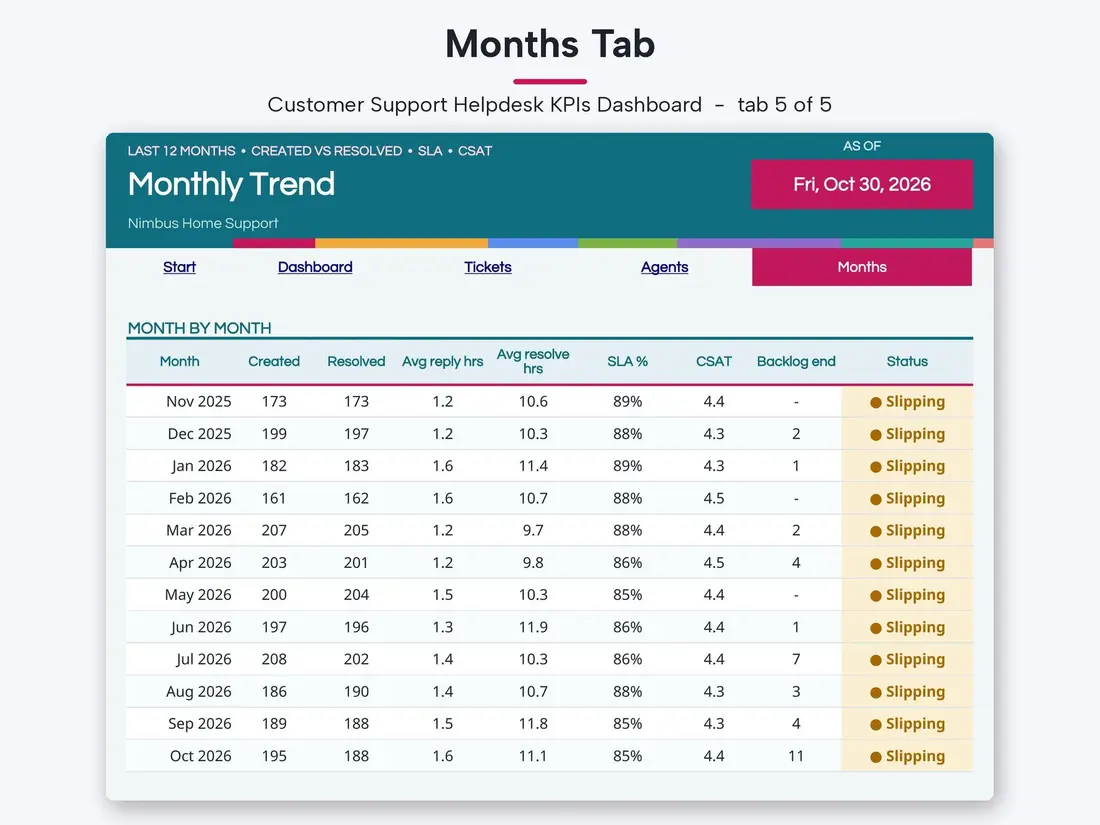 Months Tab
Customer Support Helpdesk KPIs Dashboard - tab 5 of 5
LAST 12 MONTHS • CREATED VS RESOLVED • SLA • CSAT
AS OF
Monthly Trend
Fri, Oct 30, 2026
Nimbus Home Support
Start Dashboard Tickets Agents Months
MONTH BY MONTH
Month Created Resolved Avg reply hrs Avg resolve hrs SLA % CSAT Backlog end Status
Nov 2025 173 173 1.2 10.6 89% 4.4 - Slipping
Dec 2025 199 197 1.2 10.3 88% 4.3 2 Slipping
Jan 2026 182 183 1.6 11.4 89% 4.3 1 Slipping
Feb 2026 161 162 1.6 10.7 88% 4.5 - Slipping
Mar 2026 207 205 1.2 9.7 88% 4.4 2 Slipping
Apr 2026 203 201 1.2 9.8 86% 4.5 4 Slipping
May 2026 200 204 1.5 10.3 85% 4.4 - Slipping
Jun 2026 197 196 1.3 11.9 86% 4.4 1 Slipping
Jul 2026 208 202 1.4 10.3 86% 4.4 7 Slipping
Aug 2026 186 190 1.4 10.7 88% 4.3 3 Slipping
Sep 2026 189 188 1.5 11.8 85% 4.3 4 Slipping
Oct 2026 195 188 1.6 11.1 85% 4.4 11 Slipping